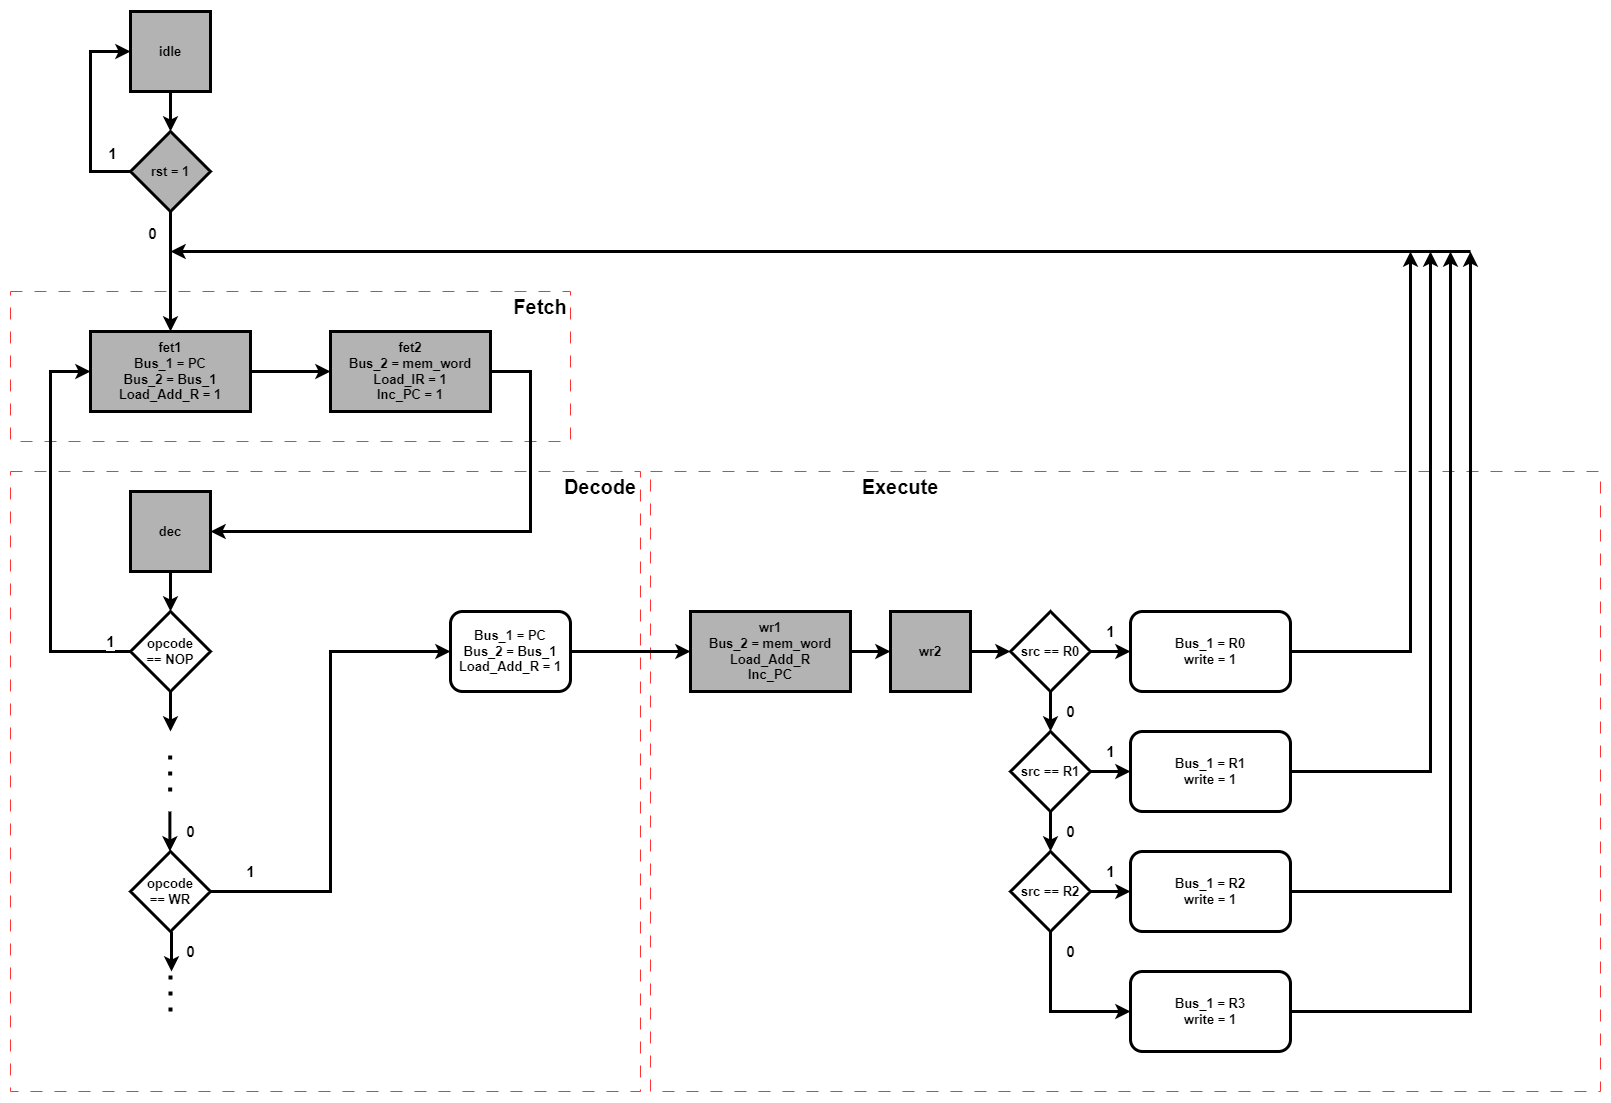 idle
1
rst = 1
0
Fetch
fet1
Bus_1 = PC
Bus_2 = Bus_1
Load_Add_R = 1
fet2
Bus_2 = mem_word
Load_IR = 1
Inc_PC = 1
Decode
dec
1
opcode
== NOP
0
opcode
== WR
1
0
Bus_1 = PC
Bus_2 = Bus_1
Load_Add_R = 1
Execute
wr1
Bus_2 = mem_word
Load_Add_R
Inc_PC
wr2
src == R0
1
Bus_1 = R0
write = 1
0
src == R1
1
Bus_1 = R1
write = 1
0
src == R2
1
Bus_1 = R2
write = 1
0
Bus_1 = R3
write = 1